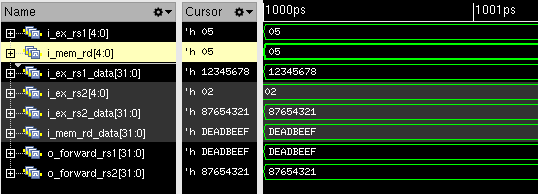 Name Cursor 1000ps 1001ps
i_ex_rs1[4:0] 'h 05 05
i_mem_rd[4:0] 'h 05 05
i_ex_rs1_data[31:0] 'h 12345678 12345678
i_ex_rs2[4:0] 'h 02 02
i_ex_rs2_data[31:0] 'h 87654321 87654321
i_mem_rd_data[31:0] 'h DEADBEEF DEADBEEF
o_forward_rs1[31:0] 'h DEADBEEF DEADBEEF
o_forward_rs2[31:0] 'h 87654321 87654321